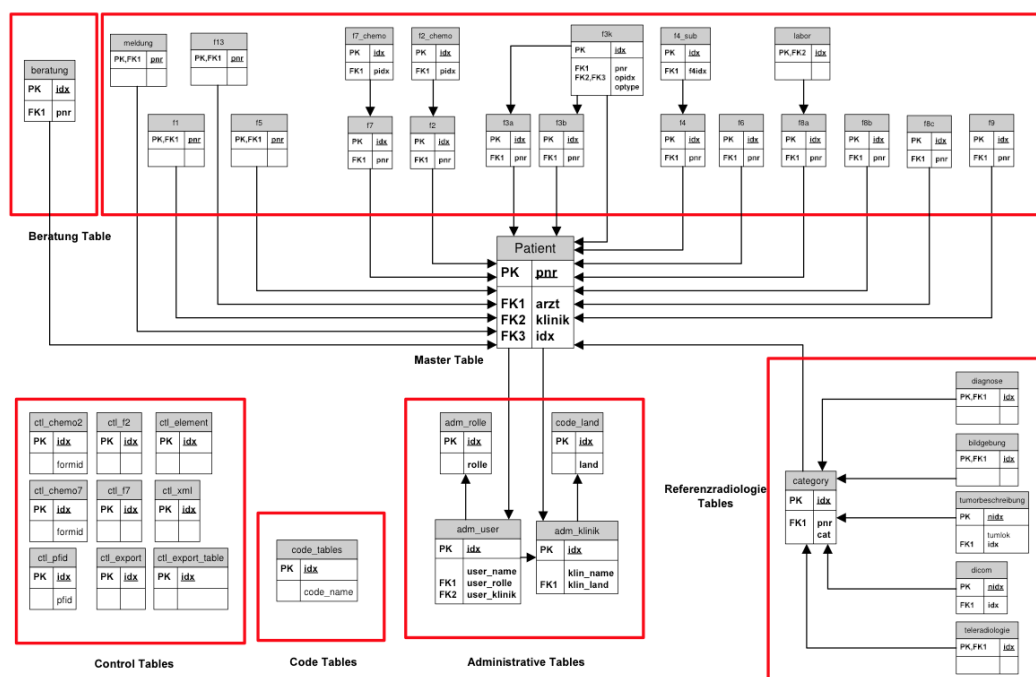 beratung
PK idx
FK1 pnr
Beratung Table
meldung
PK,FK1 pnr
f13
PK,FK1 pnr
f7_chemo
PK idx
FK1 pidx
f2_chemo
PK idx
FK1 pidx
f3k
PK idx
FK1 pnr
FK2,FK3 opidx
optype
f4_sub
PK idx
FK1 f4idx
labor
PK,FK2 idx
f1
PK,FK1 pnr
f5
PK,FK1 pnr
f7
PK idx
FK1 pnr
f2
PK idx
FK1 pnr
f3a
PK idx
FK1 pnr
f3b
PK idx
FK1 pnr
f4
PK idx
FK1 pnr
f6
PK idx
FK1 pnr
f8a
PK idx
FK1 pnr
f8b
PK idx
FK1 pnr
f8c
PK idx
FK1 pnr
f9
PK idx
FK1 pnr
Patient
PK pnr
FK1 arzt
FK2 klinik
FK3 idx
Master Table
ctl_chemo2
PK idx
formid
ctl_f2
PK idx
ctl_element
PK idx
ctl_chemo7
PK idx
formid
ctl_f7
PK idx
ctl_xml
PK idx
ctl_pfid
PK idx
pfid
ctl_export
PK idx
ctl_export_table
PK idx
Control Tables
code_tables
PK idx
code_name
Code Tables
adm_rolle
PK idx
rolle
code_land
PK idx
land
adm_user
PK idx
user_name
FK1 user_rolle
FK2 user_klinik
adm_klinik
PK idx
klin_name
FK1 klin_land
Administrative Tables
Referenzradiologie
Tables
category
PK idx
FK1 pnr
cat
diagnose
PK,FK1 idx
bildgebung
PK,FK1 idx
tumorbeschreibung
PK nidx
tumlok
FK1 idx
dicom
PK nidx
FK1 idx
teleradiologie
PK,FK1 idx